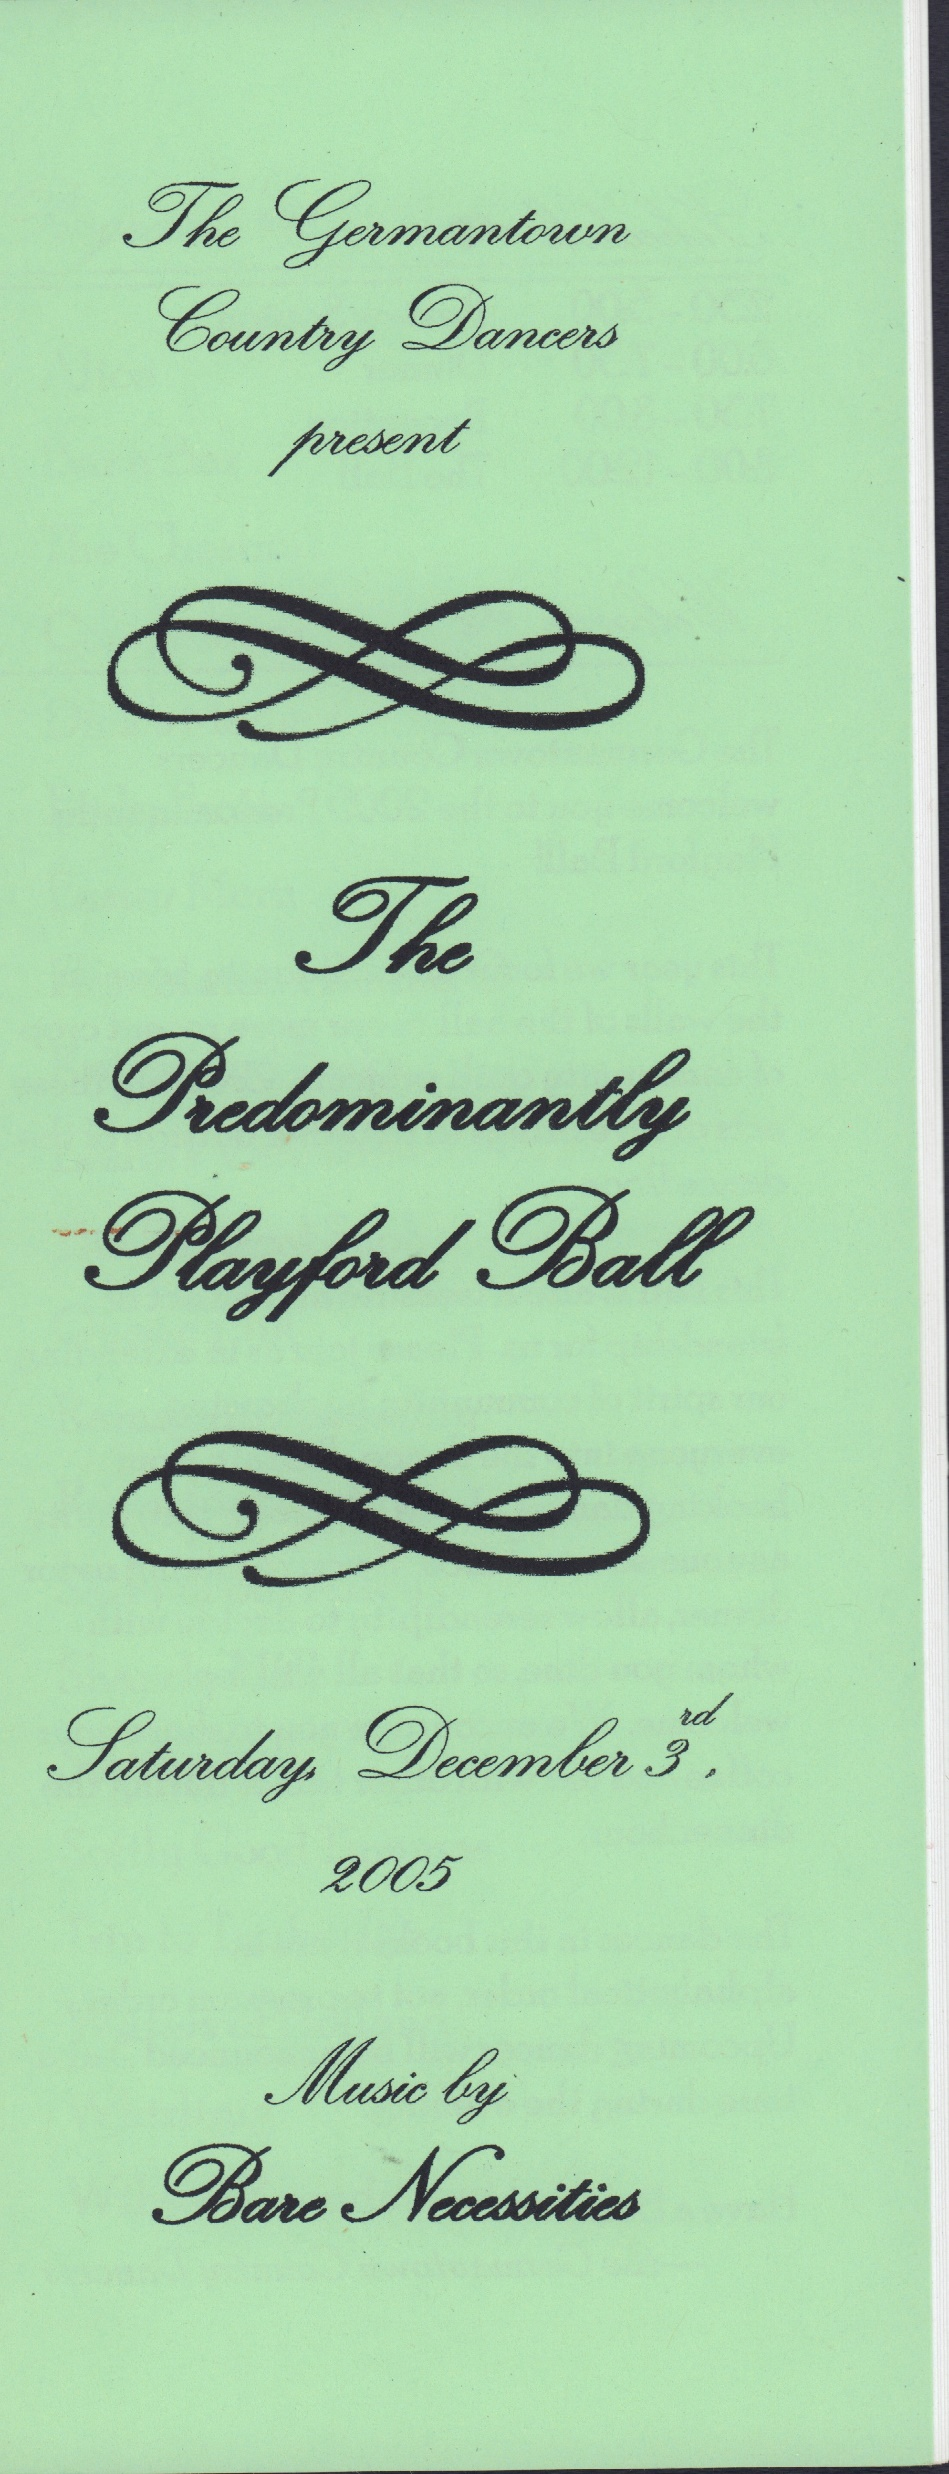 The Germantown
Country Dancers
present
The
Predominantly
Playford Ball
Saturday, December 3rd,
2005
Music by
Bare Necessities